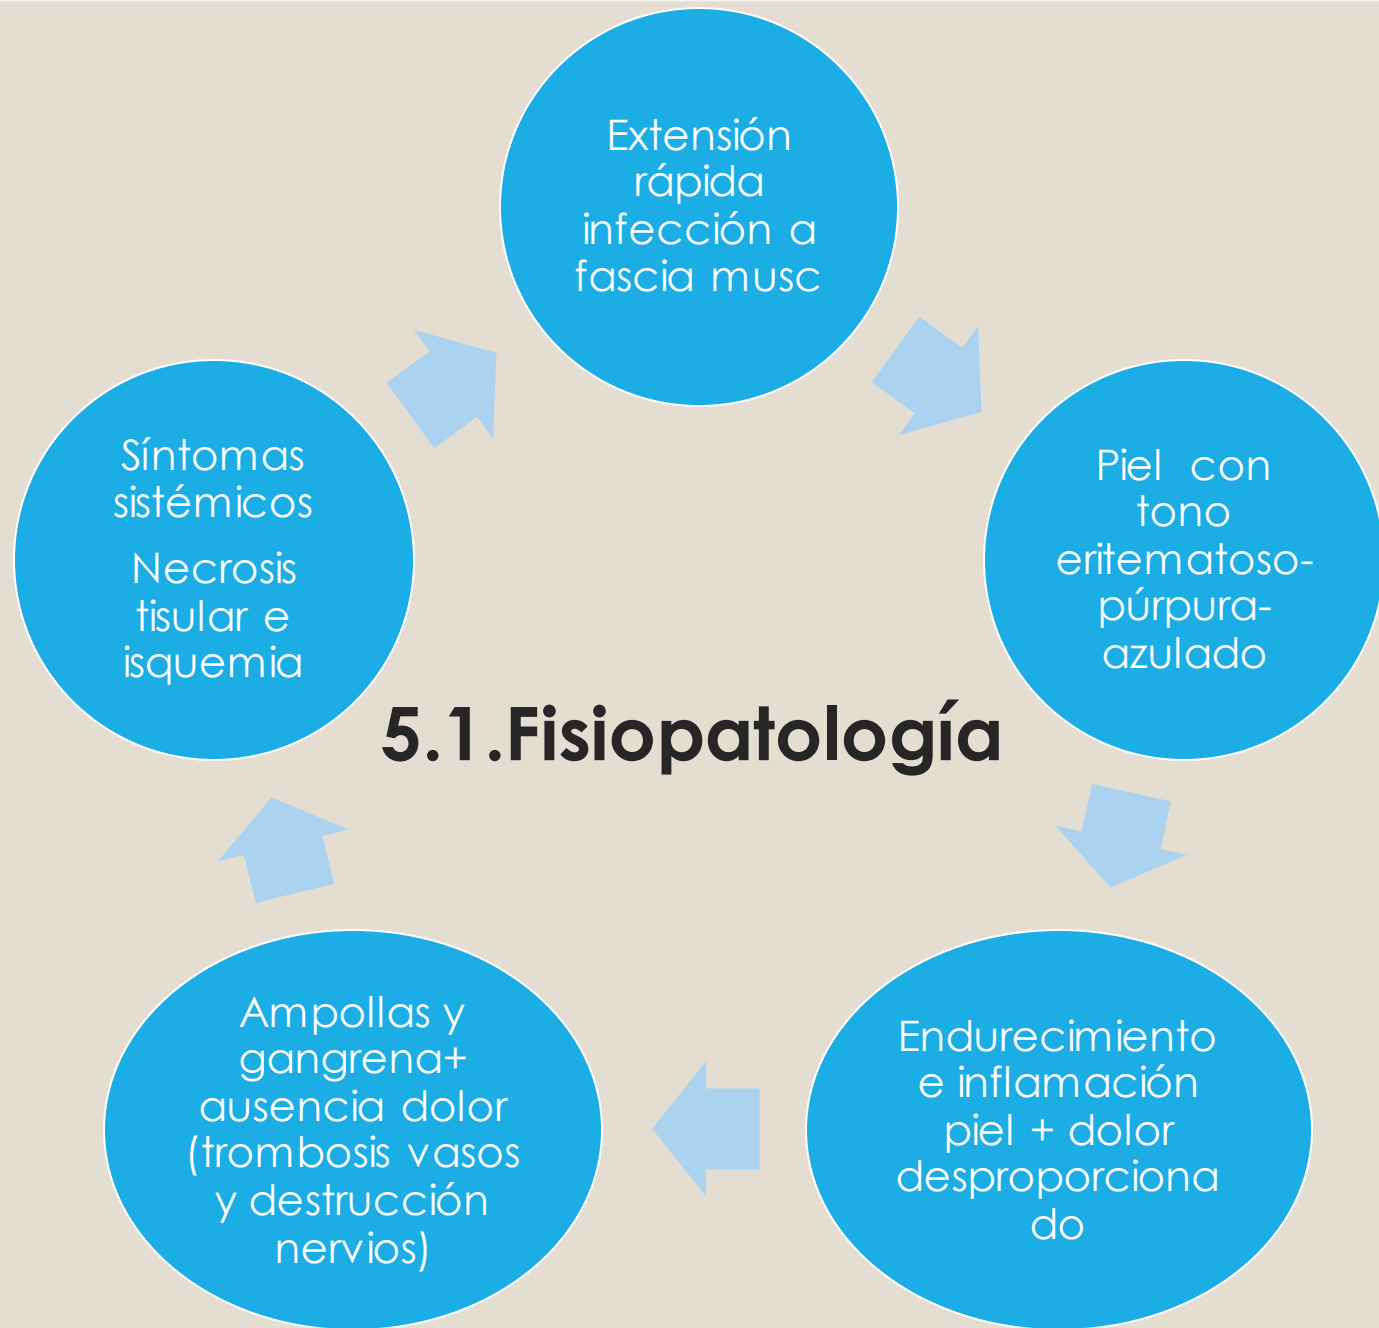 Extensión
rápida
infección a
fascia musc
Piel con
tono
eritematoso-
púrpura-
azulado
Endurecimiento
e inflamación
piel + dolor
desproporciona
do
Ampollas y
gangrena+
ausencia dolor
(trombosis vasos
y destrucción
nervios)
Síntomas
sistémicos
Necrosis
tisular e
isquemia
5.1.Fisiopatología